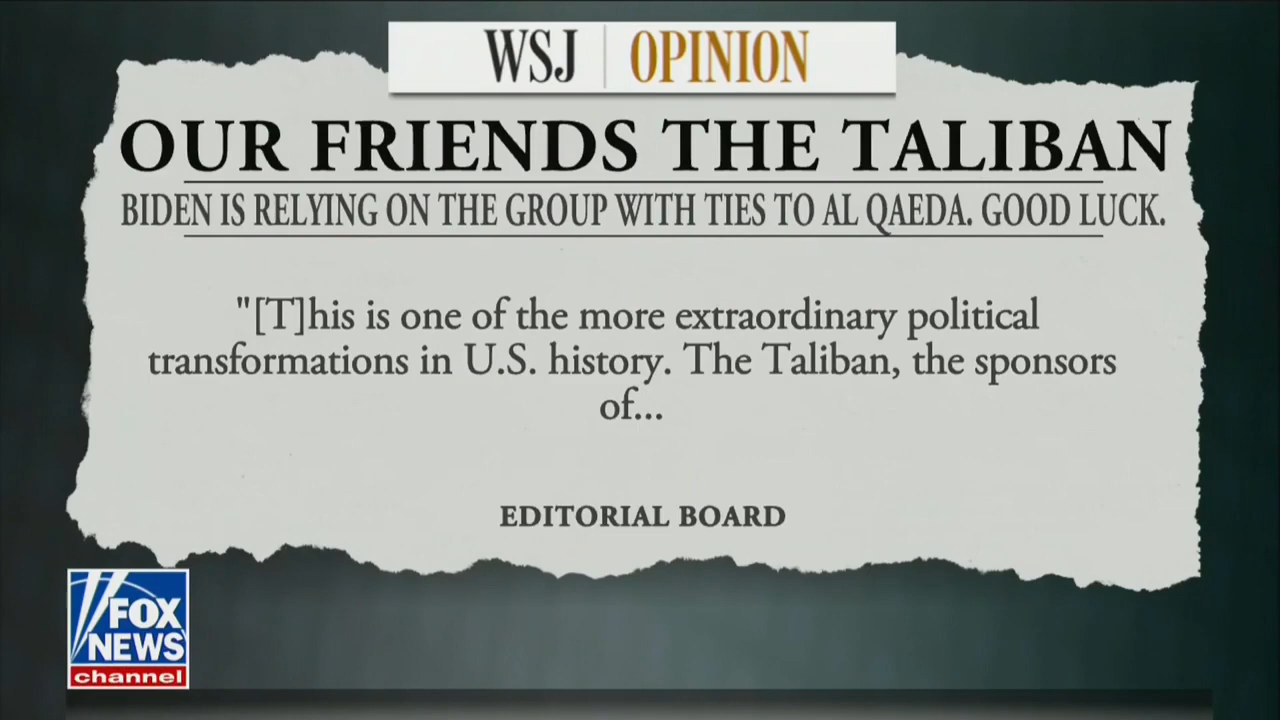 WSJ | OPINION
OUR FRIENDS THE TALIBAN
BIDEN IS RELYING ON THE GROUP WITH TIES TO AL QAEDA. GOOD LUCK.
"[T]his is one of the more extraordinary political
transformations in U.S. history. The Taliban, the sponsors
of...
EDITORIAL BOARD
FOX
NEWS
channel